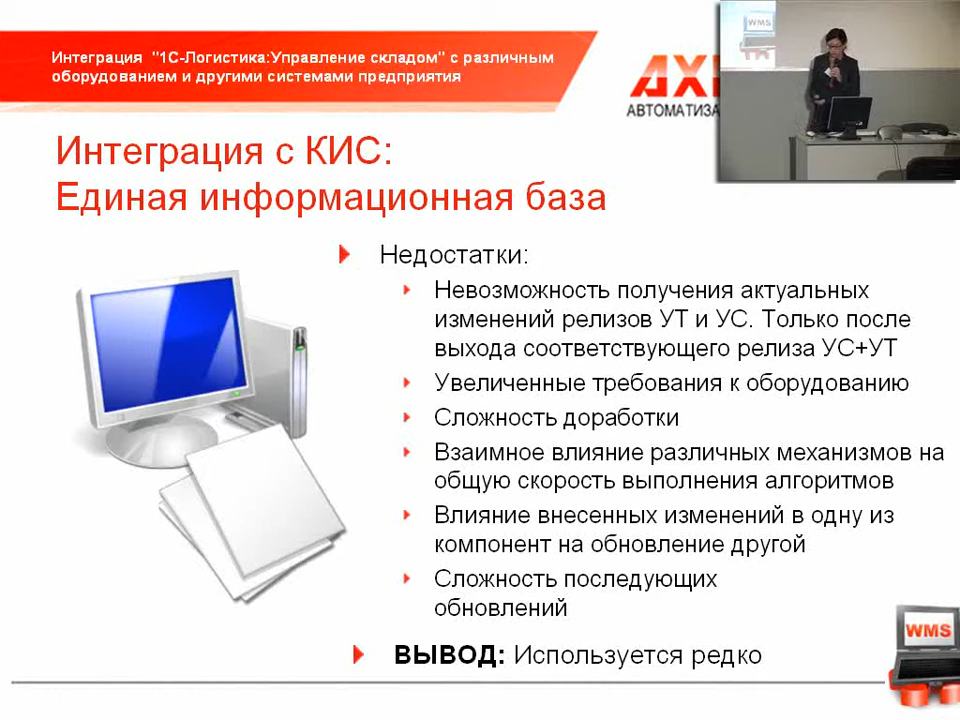 Интеграция "1С-Логистика:Управление складом" с различным
оборудованием и другими системами предприятия
WMS
Интеграция с КИС:
Единая информационная база
Недостатки:
Невозможность получения актуальных
изменений релизов УТ и УС. Только после
выхода соответствующего релиза УС+УТ
Увеличенные требования к оборудованию
Сложность доработки
Взаимное влияние различных механизмов на
общую скорость выполнения алгоритмов
Влияние внесенных изменений в одну из
компонент на обновление другой
Сложность последующих
обновлений
ВЫВОД: Используется редко
WMS